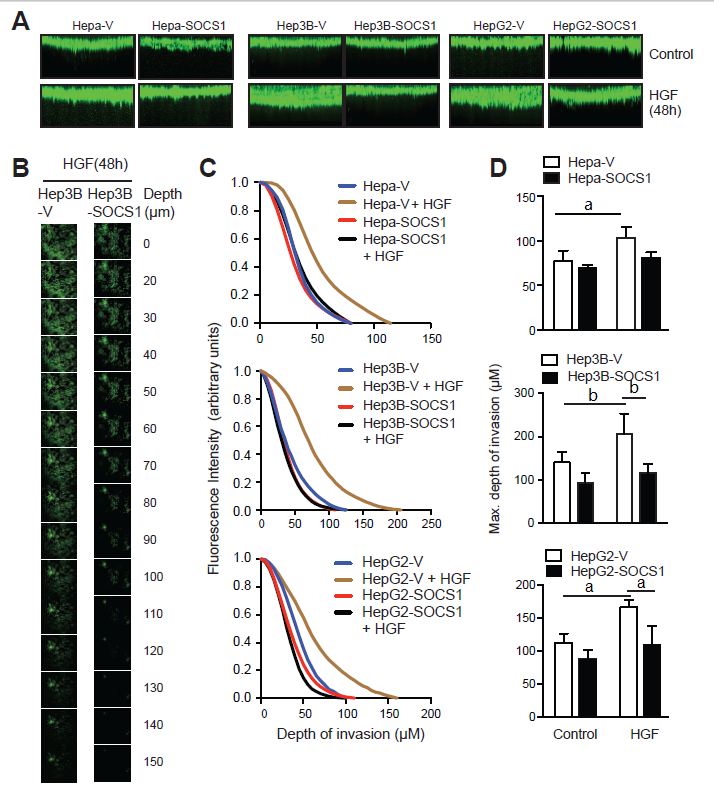 A
Hepa-V Hepa-SOCS1 Hep3B-V Hep3B-SOCS1 HepG2-V HepG2-SOCS1
Control
HGF
(48h)
B
HGF(48h)
Hep3B Hep3B Depth
-V -SOCS1 (µm)
0
20
30
40
50
60
70
80
90
100
110
120
130
140
150
C
Fluorescence Intensity (arbitrary units)
1.0
0.8
0.6
0.4
0.2
0.0
0 50 100 150
Hepa-V
Hepa-V + HGF
Hepa-SOCS1
Hepa-SOCS1
+ HGF
1.0
0.8
0.6
0.4
0.2
0.0
0 50 100 150 200 250
Hep3B-V
Hep3B-V + HGF
Hep3B-SOCS1
Hep3B-SOCS1
+ HGF
1.0
0.8
0.6
0.4
0.2
0.0
0 50 100 150 200
HepG2-V
HepG2-V + HGF
HepG2-SOCS1
HepG2-SOCS1
+ HGF
Depth of invasion (µM)
D
Max. depth of invasion (µM)
Hepa-V
Hepa-SOCS1
150
100
50
0
a
Hep3B-V
Hep3B-SOCS1
300
200
100
0
b b
HepG2-V
HepG2-SOCS1
200
150
100
50
0
a a
Control HGF